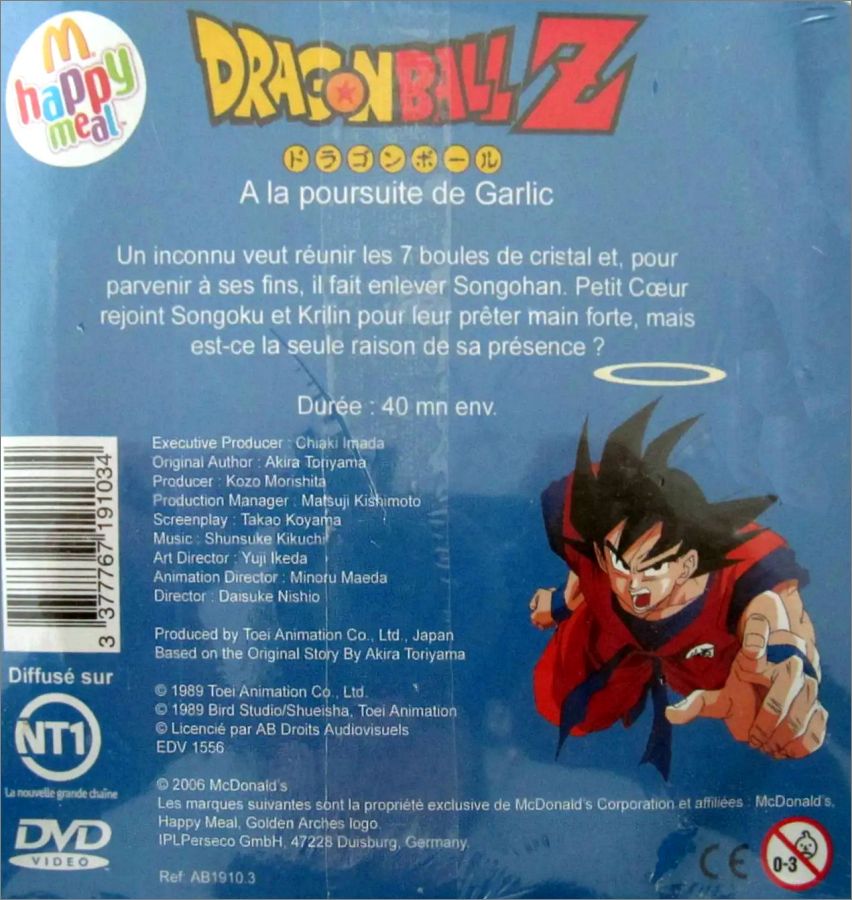 M
happy
meal™
DRAGONBALL Z
ドラゴンボール
A la poursuite de Garlic
Un inconnu veut réunir les 7 boules de cristal et, pour
parvenir à ses fins, il fait enlever Songohan. Petit Cœur
rejoint Songoku et Krilin pour leur prêter main forte, mais
est-ce la seule raison de sa présence ?
Durée : 40 mn env.
Executive Producer : Chiaki Imada
Original Author : Akira Toriyama
Producer : Kozo Morishita
Production Manager : Matsuji Kishimoto
Screenplay : Takao Koyama
Music : Shunsuke Kikuchi
Art Director : Yuji Ikeda
Animation Director : Minoru Maeda
Director : Daisuke Nishio
Produced by Toei Animation Co., Ltd., Japan
Based on the Original Story By Akira Toriyama
© 1989 Toei Animation Co., Ltd.
© 1989 Bird Studio/Shueisha, Toei Animation
© Licencié par AB Droits Audiovisuels
EDV 1556
© 2006 McDonald's
Les marques suivantes sont la propriété exclusive de McDonald's Corporation et affiliées : McDonald's,
Happy Meal, Golden Arches logo.
IPLPerseco GmbH, 47228 Duisburg, Germany.
Ref: AB1910.3
3 377767 191034
Diffusé sur
NT1
La nouvelle grande chaîne
DVD
VIDEO
CE
0-3